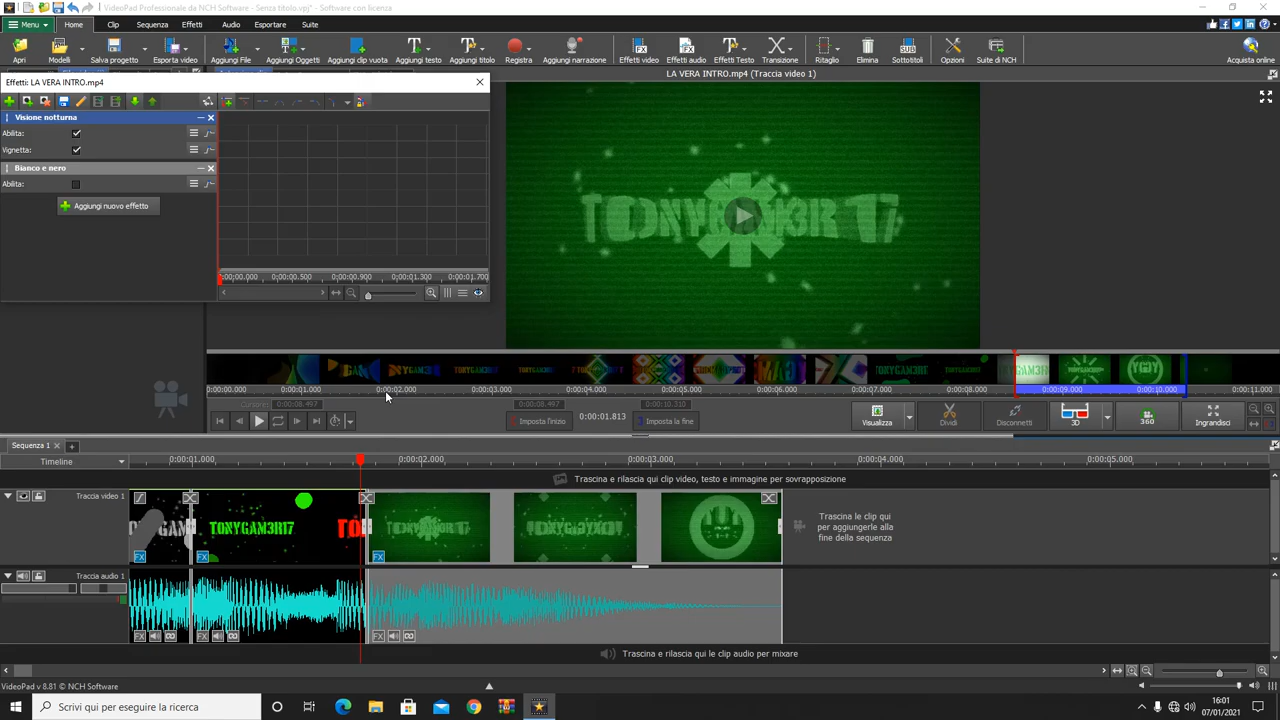 VideoPad Professionale da NCH Software - Senza titolo.vpj* - Software con licenza
Menu Home Clip Sequenza Effetti Audio Esportare Suite
Apri Modelli Salva progetto Esporta video Aggiungi File Aggiungi Oggetti Aggiungi clip vuota Aggiungi testo Aggiungi titolo Registra Aggiungi narrazione Effetti video Effetti audio Effetti Testo Transizione Ritaglio Elimina Sottotitoli Opzioni Suite di NCH Acquista online
Effetti: LA VERA INTRO.mp4
LA VERA INTRO.mp4 (Traccia video 1)
Visione notturna
Abilita:
Vignetta:
Bianco e nero
Abilita:
Aggiungi nuovo effetto
TONYGAM3R17
0:00:00.000 0:00:00.500 0:00:00.900 0:00:01.300 0:00:01.700
0:00:00.000 0:00:01.000 0:00:02.000 0:00:03.000 0:00:04.000 0:00:05.000 0:00:06.000 0:00:07.000 0:00:08.000 0:00:09.000 0:00:10.000 0:00:11.000
Cursore: 0:00:08.497 0:00:08.497 0:00:10.310
Imposta l'inizio 0:00:01.813 Imposta la fine
Visualizza Dividi Disconnetti 3D 360 Ingrandisci
Sequenza 1
Timeline 0:00:01.000 0:00:02.000 0:00:03.000 0:00:04.000 0:00:05.000
Trascina e rilascia qui clip video, testo e immagine per sovrapposizione
Traccia video 1
TONYGAM3R17
Trascina le clip qui
per aggiungerle alla
fine della sequenza
FX FX FX
Traccia audio 1
FX FX FX
Trascina e rilascia qui le clip audio per mixare
VideoPad v 8.81 © NCH Software
Scrivi qui per eseguire la ricerca
16:01
07/01/2021